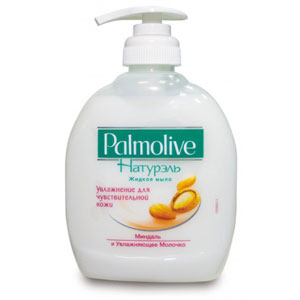 Palmolive
Натурэль
Жидкое мыло
Увлажнение для
чувствительной
кожи
Миндаль
и Увлажняющее Молочко